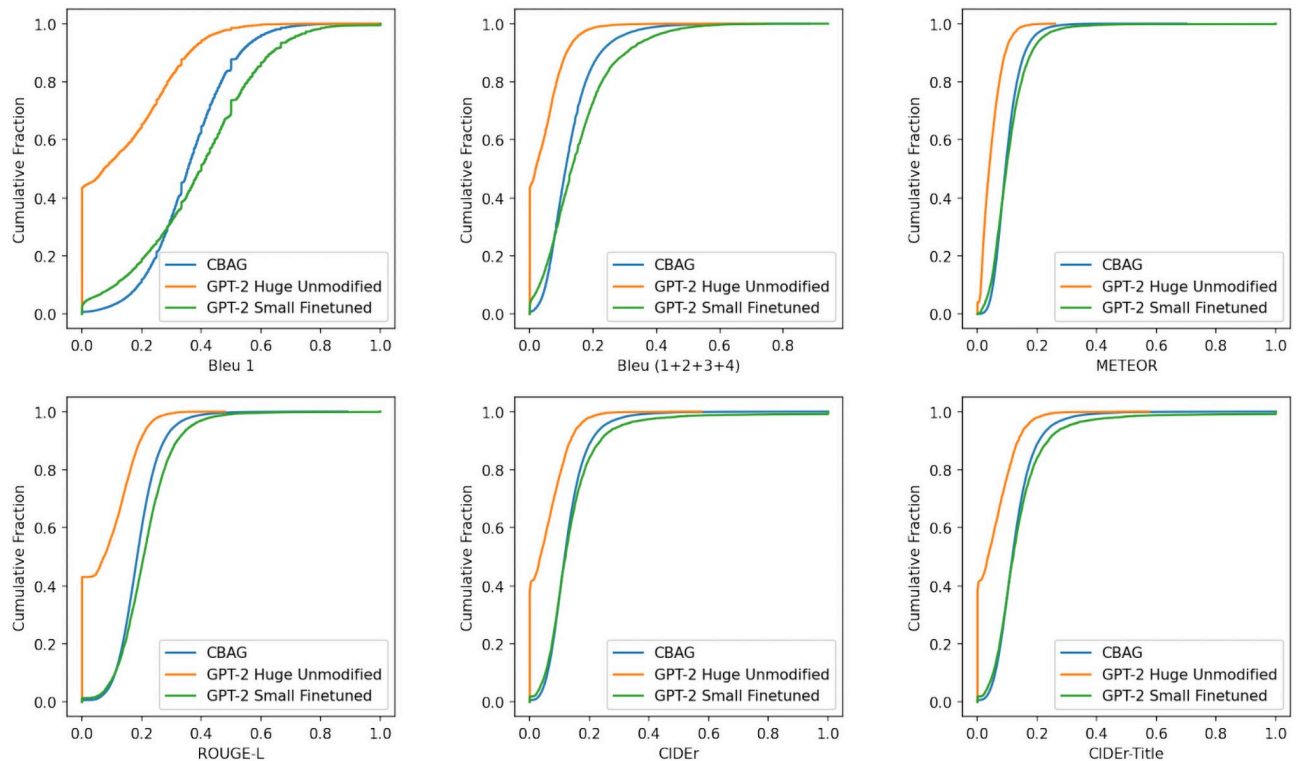 1.0
0.8
0.6
0.4
0.2
0.0
Cumulative Fraction
CBAG
GPT-2 Huge Unmodified
GPT-2 Small Finetuned
0.0 0.2 0.4 0.6 0.8 1.0
Bleu 1
1.0
0.8
0.6
0.4
0.2
0.0
Cumulative Fraction
CBAG
GPT-2 Huge Unmodified
GPT-2 Small Finetuned
0.0 0.2 0.4 0.6 0.8
Bleu (1+2+3+4)
1.0
0.8
0.6
0.4
0.2
0.0
Cumulative Fraction
CBAG
GPT-2 Huge Unmodified
GPT-2 Small Finetuned
0.0 0.2 0.4 0.6 0.8 1.0
METEOR
1.0
0.8
0.6
0.4
0.2
0.0
Cumulative Fraction
CBAG
GPT-2 Huge Unmodified
GPT-2 Small Finetuned
0.0 0.2 0.4 0.6 0.8 1.0
ROUGE-L
1.0
0.8
0.6
0.4
0.2
0.0
Cumulative Fraction
CBAG
GPT-2 Huge Unmodified
GPT-2 Small Finetuned
0.0 0.2 0.4 0.6 0.8 1.0
CIDEr
1.0
0.8
0.6
0.4
0.2
0.0
Cumulative Fraction
CBAG
GPT-2 Huge Unmodified
GPT-2 Small Finetuned
0.0 0.2 0.4 0.6 0.8 1.0
CIDEr-Title